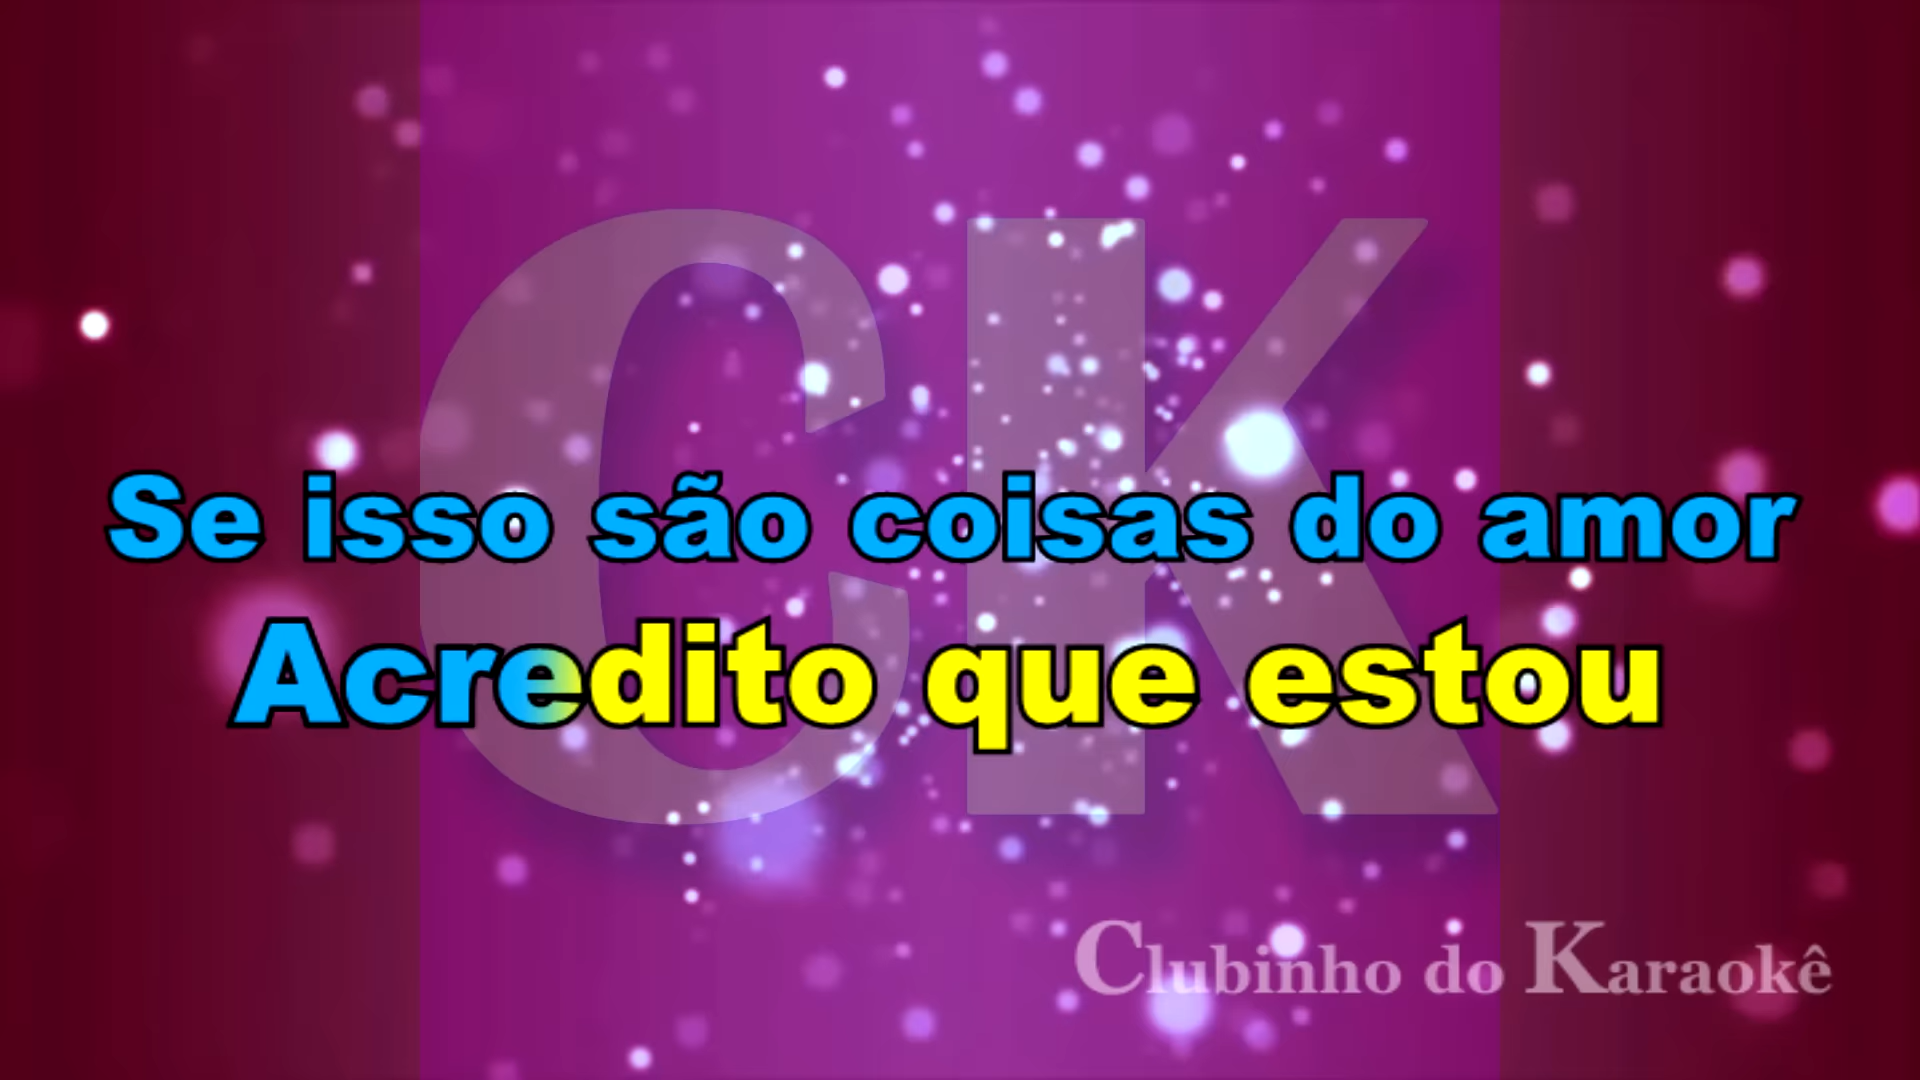 CK
Se isso são coisas do amor
Acredito que estou
Clubinho do Karaokê